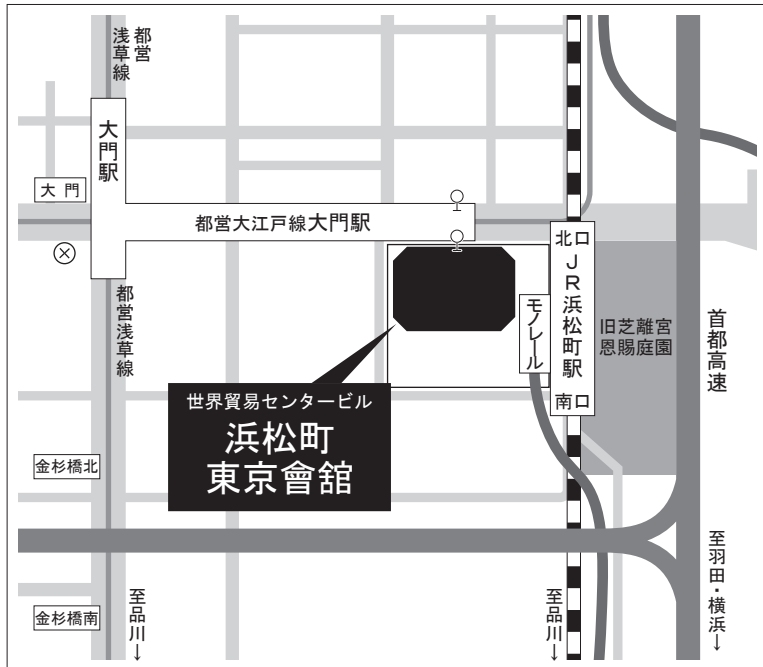 都営
浅草線
大門駅
大門
都営大江戸線大門駅
都営浅草線
北口
JR浜松町駅
南口
モノレール
旧芝離宮
恩賜庭園
首都高速
世界貿易センタービル
浜松町
東京會舘
金杉橋北
金杉橋南
至品川→
至品川→
至羽田・横浜→